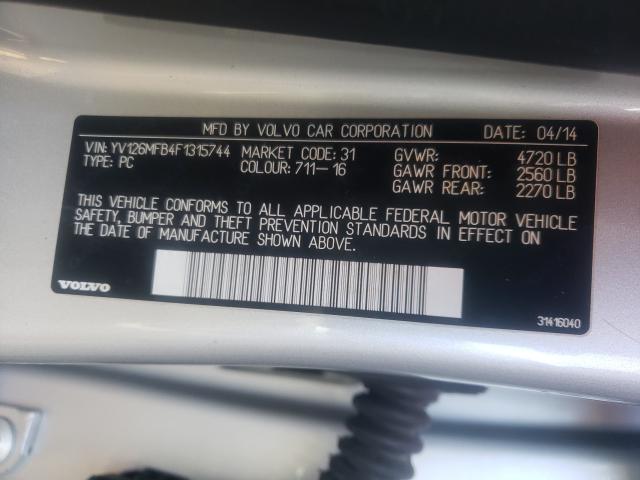 MFD BY VOLVO CAR CORPORATION DATE: 04/14
VIN: YV126MFB4F1315744 MARKET CODE: 31 GVWR: 4720 LB
TYPE: PC COLOUR: 711-16 GAWR FRONT: 2560 LB
GAWR REAR: 2270 LB
THIS VEHICLE CONFORMS TO ALL APPLICABLE FEDERAL MOTOR VEHICLE
SAFETY, BUMPER AND THEFT PREVENTION STANDARDS IN EFFECT ON
THE DATE OF MANUFACTURE SHOWN ABOVE.
VOLVO 31416040